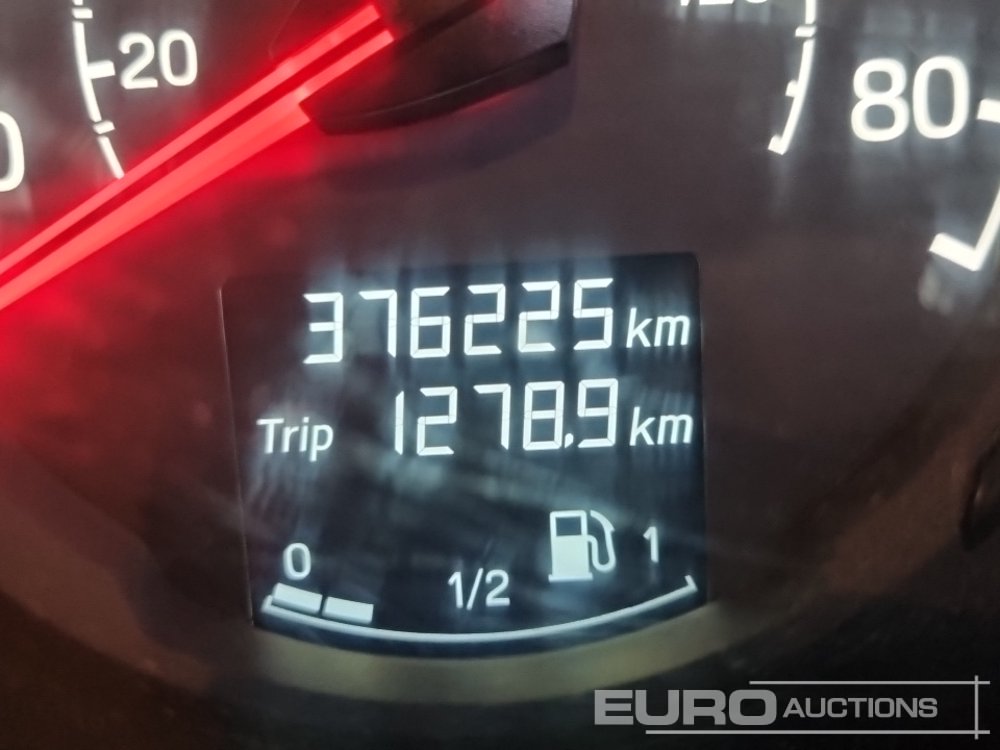 20
80
376225 km
Trip 1278.9 km
0 1/2 1
EURO AUCTIONS